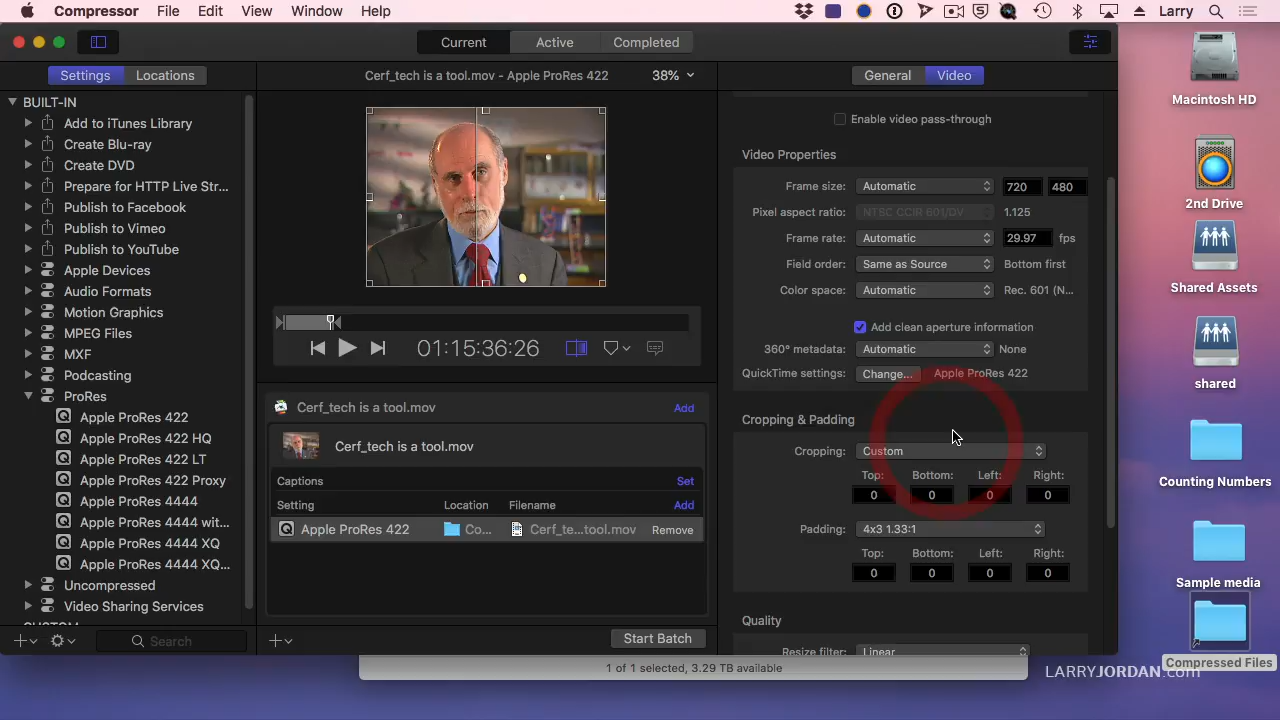 Compressor File Edit View Window Help Larry
Current Active Completed
Settings Locations
Cerf_tech is a tool.mov - Apple ProRes 422 38%
General Video
BUILT-IN
Add to iTunes Library
Create Blu-ray
Create DVD
Prepare for HTTP Live Str...
Publish to Facebook
Publish to Vimeo
Publish to YouTube
Apple Devices
Audio Formats
Motion Graphics
MPEG Files
MXF
Podcasting
ProRes
Apple ProRes 422
Apple ProRes 422 HQ
Apple ProRes 422 LT
Apple ProRes 422 Proxy
Apple ProRes 4444
Apple ProRes 4444 wit...
Apple ProRes 4444 XQ
Apple ProRes 4444 XQ...
Uncompressed
Video Sharing Services
Search
01:15:36:26
Cerf_tech is a tool.mov Add
Cerf_tech is a tool.mov
Captions Set
Setting Location Filename Add
Apple ProRes 422 Co... Cerf_te...tool.mov Remove
Start Batch
Enable video pass-through
Video Properties
Frame size: Automatic 720 480
Pixel aspect ratio: NTSC CCIR 601/DV 1.125
Frame rate: Automatic 29.97 fps
Field order: Same as Source Bottom first
Color space: Automatic Rec. 601 (N...
Add clean aperture information
360° metadata: Automatic None
QuickTime settings: Change... Apple ProRes 422
Cropping & Padding
Cropping: Custom
Top: Bottom: Left: Right:
0 0 0 0
Padding: 4x3 1.33:1
Top: Bottom: Left: Right:
0 0 0 0
Quality
Resize filter: Linear
1 of 1 selected, 3.29 TB available
Macintosh HD
2nd Drive
Shared Assets
shared
Counting Numbers
Sample media
Compressed Files
LARRYJORDAN.com